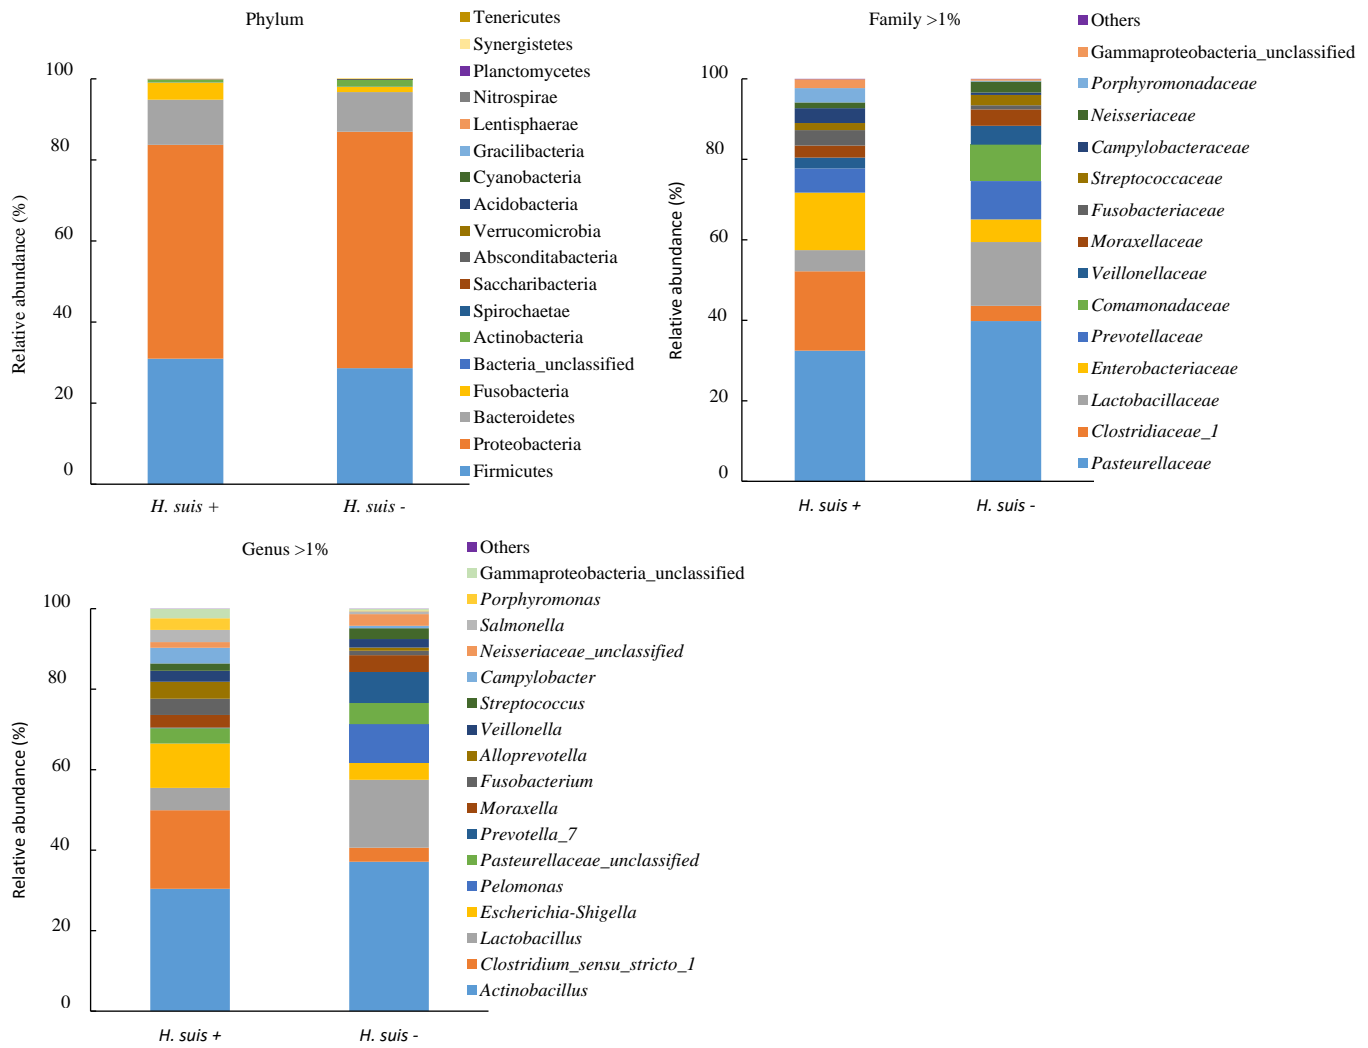 Phylum
Relative abundance (%)
100
80
60
40
20
0
H. suis +
H. suis -
Tenericutes
Synergistetes
Planctomycetes
Nitrospirae
Lentisphaerae
Gracilibacteria
Cyanobacteria
Acidobacteria
Verrucomicrobia
Absconditabacteria
Saccharibacteria
Spirochaetae
Actinobacteria
Bacteria_unclassified
Fusobacteria
Bacteroidetes
Proteobacteria
Firmicutes
Family >1%
Relative abundance (%)
100
80
60
40
20
0
H. suis +
H. suis -
Others
Gammaproteobacteria_unclassified
Porphyromonadaceae
Neisseriaceae
Campylobacteraceae
Streptococcaceae
Fusobacteriaceae
Moraxellaceae
Veillonellaceae
Comamonadaceae
Prevotellaceae
Enterobacteriaceae
Lactobacillaceae
Clostridiaceae_1
Pasteurellaceae
Genus >1%
Relative abundance (%)
100
80
60
40
20
0
H. suis +
H. suis -
Others
Gammaproteobacteria_unclassified
Porphyromonas
Salmonella
Neisseriaceae_unclassified
Campylobacter
Streptococcus
Veillonella
Alloprevotella
Fusobacterium
Moraxella
Prevotella_7
Pasteurellaceae_unclassified
Pelomonas
Escherichia-Shigella
Lactobacillus
Clostridium_sensu_stricto_1
Actinobacillus